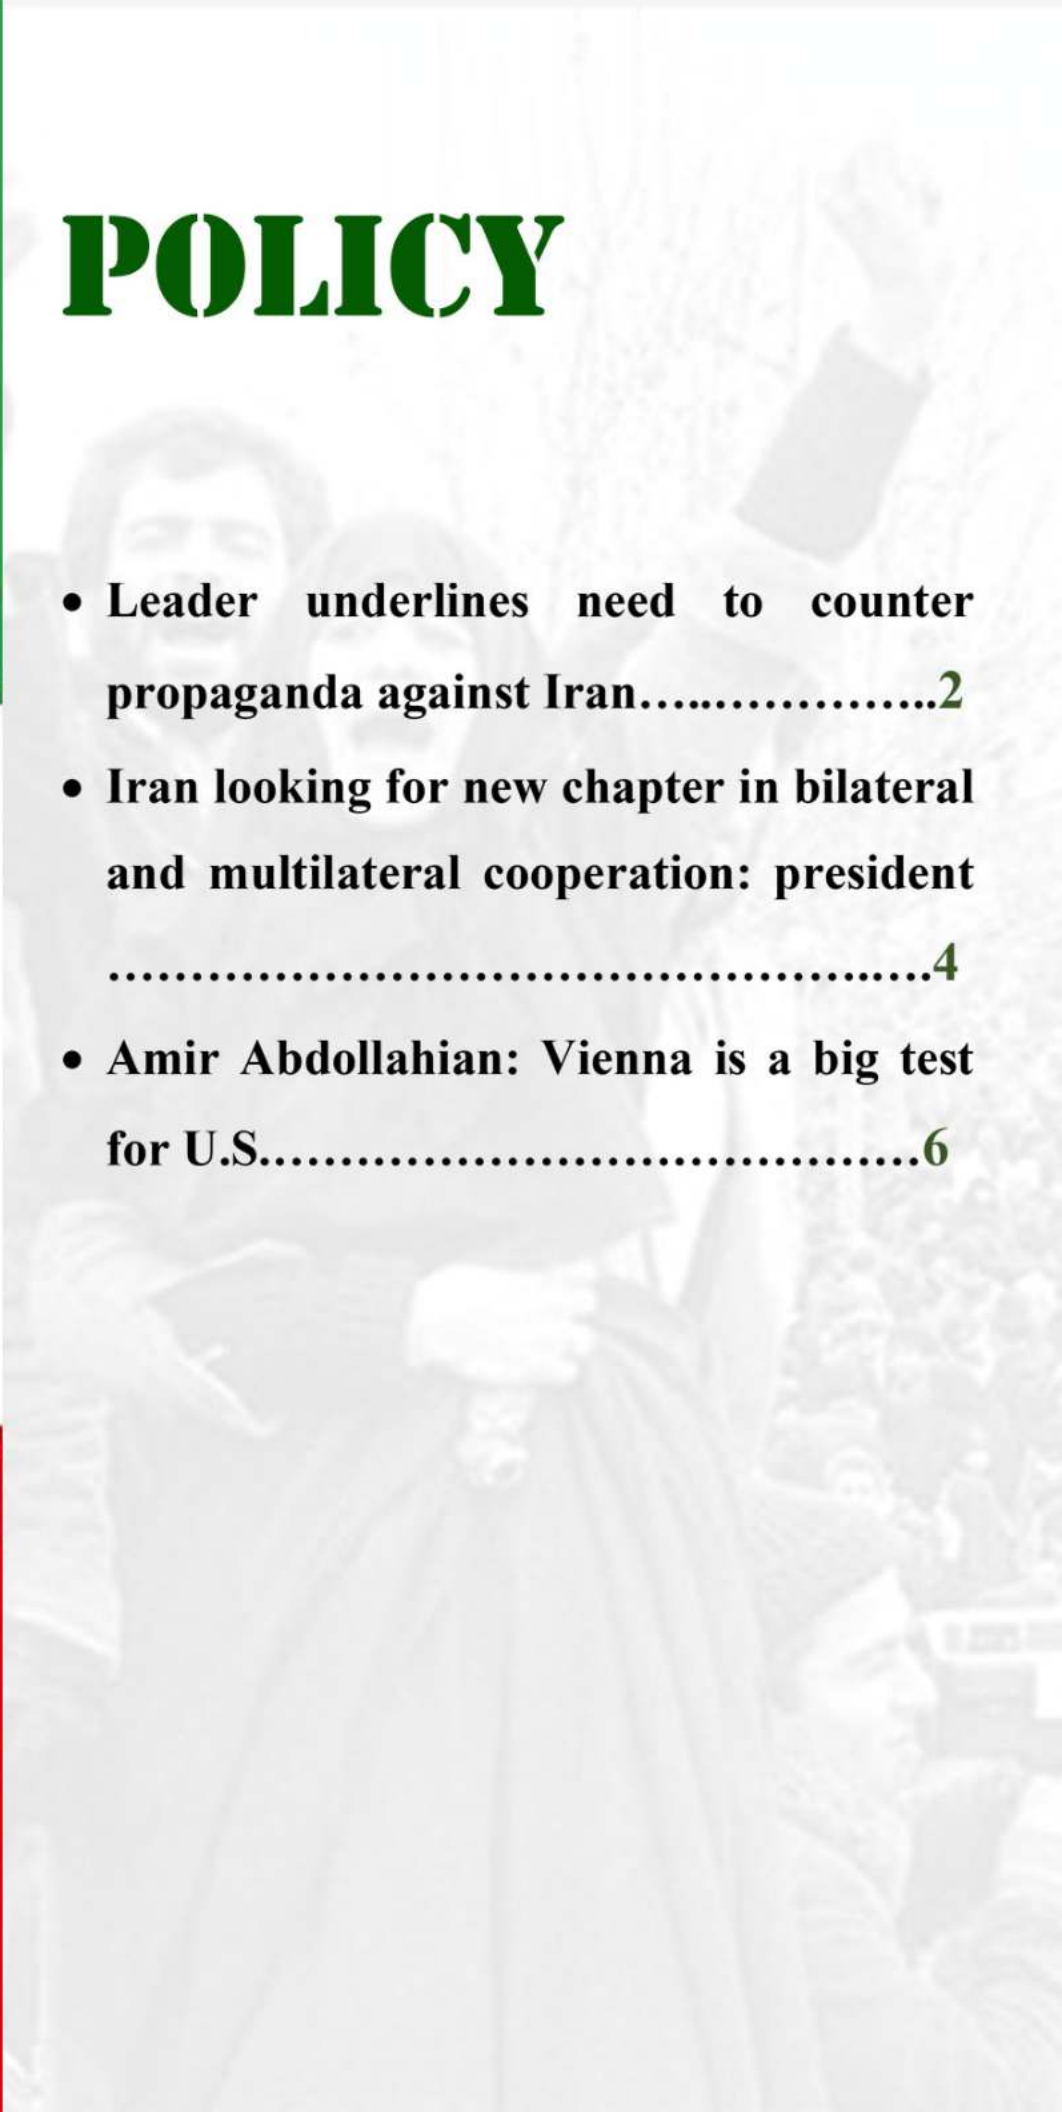 POLICY
• Leader underlines need to counter
propaganda against Iran…...…………..2
• Iran looking for new chapter in bilateral
and multilateral cooperation: president
……………………………………….….4
• Amir Abdollahian: Vienna is a big test
for U.S.…………………………………6